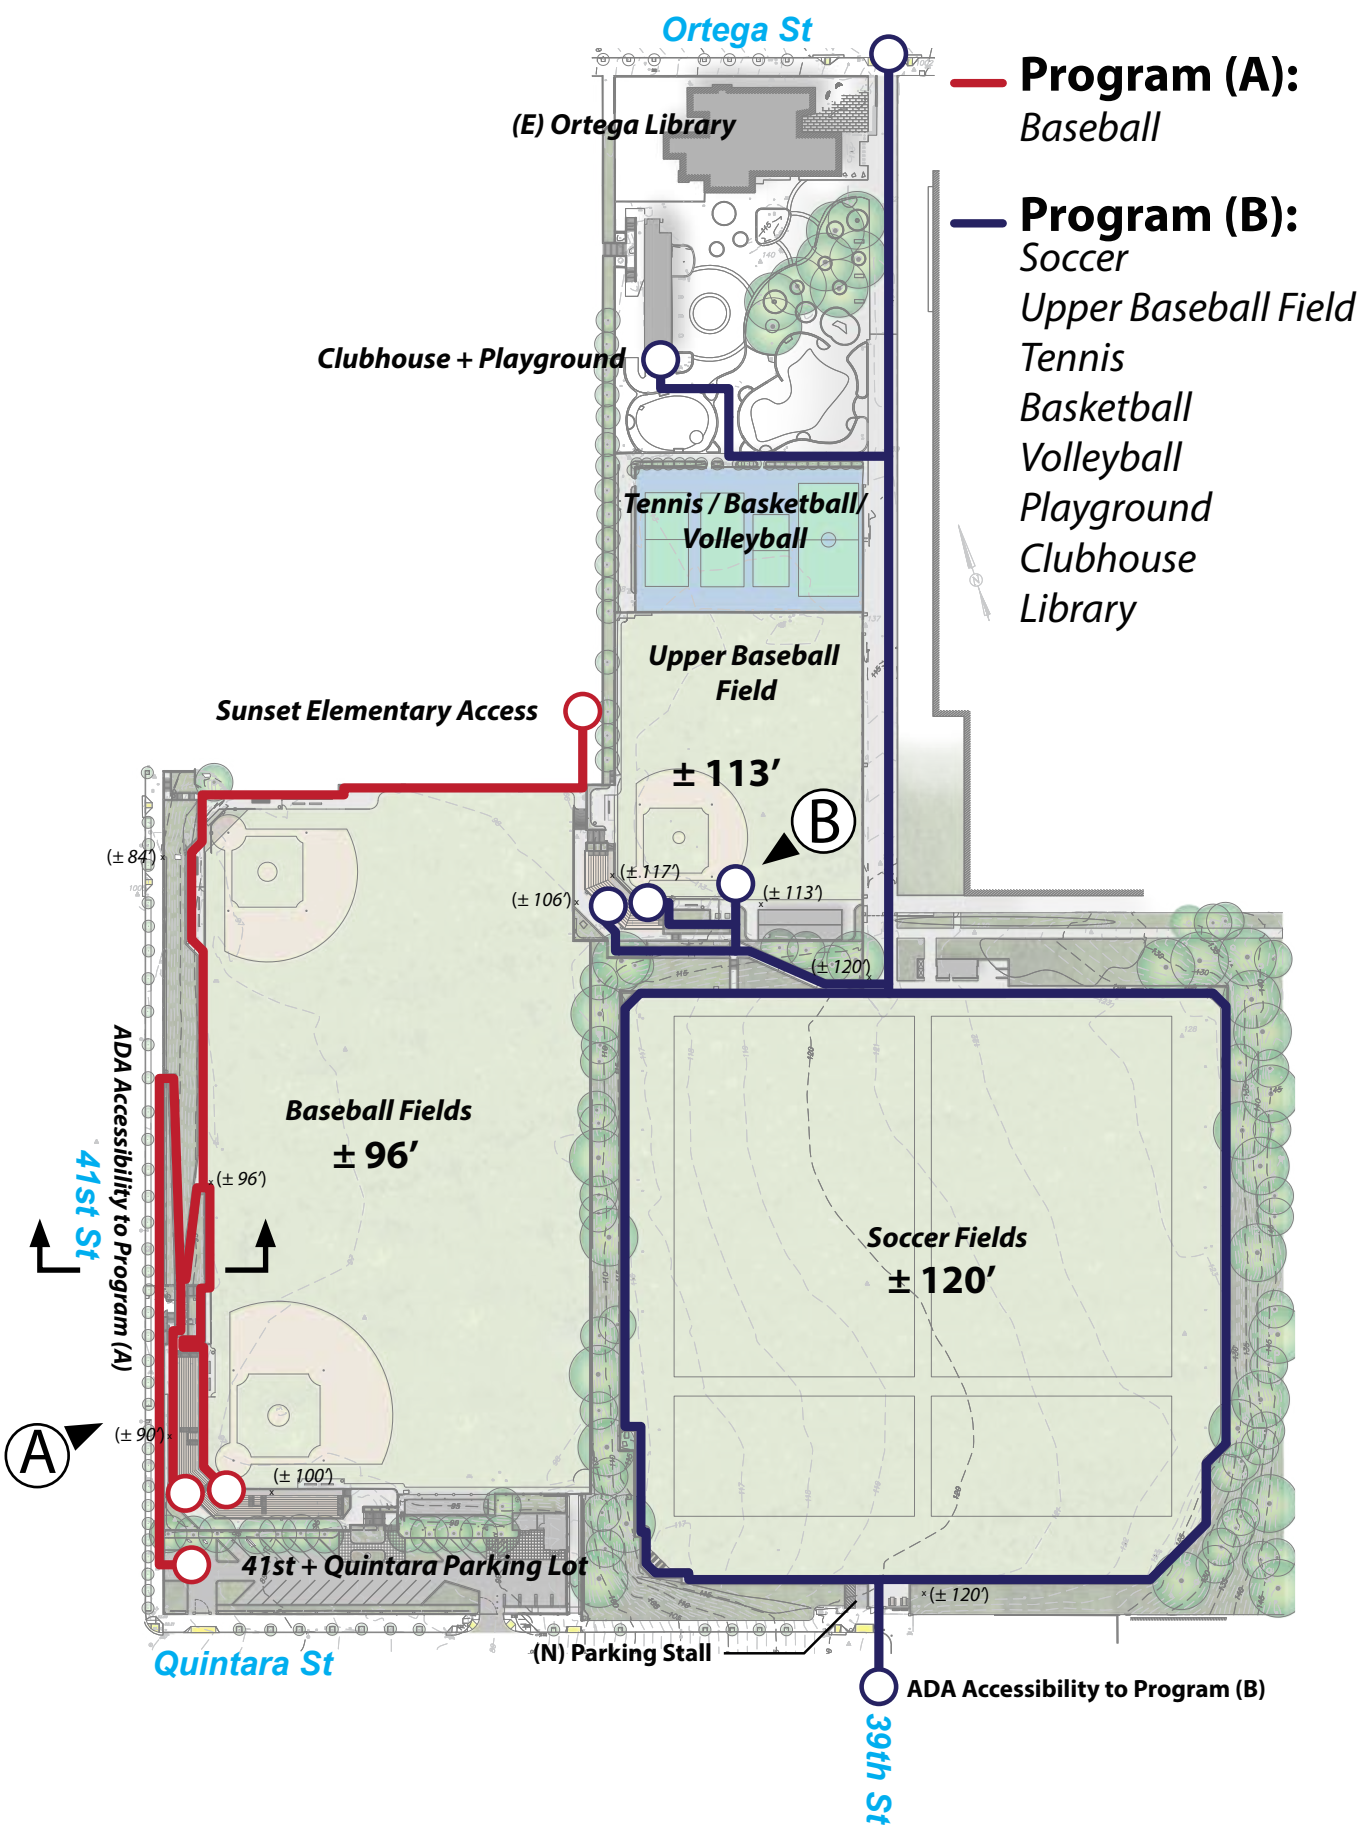 Ortega St
Program (A):
Baseball
(E) Ortega Library
Program (B):
Soccer
Upper Baseball Field
Tennis
Basketball
Volleyball
Playground
Clubhouse
Library
Clubhouse + Playground
Tennis / Basketball/
Volleyball
N
140
137
Upper Baseball
Field
± 113’
Sunset Elementary Access
B
(± 84’)
(± 117’)
(± 106’)
(± 113’)
(± 120’)
ADA Accessibility to Program (A)
41st St
Baseball Fields
± 96’
(± 96’)
Soccer Fields
± 120’
A
(± 90’)
(± 100’)
41st + Quintara Parking Lot
(± 120’)
Quintara St
(N) Parking Stall
ADA Accessibility to Program (B)
39th St